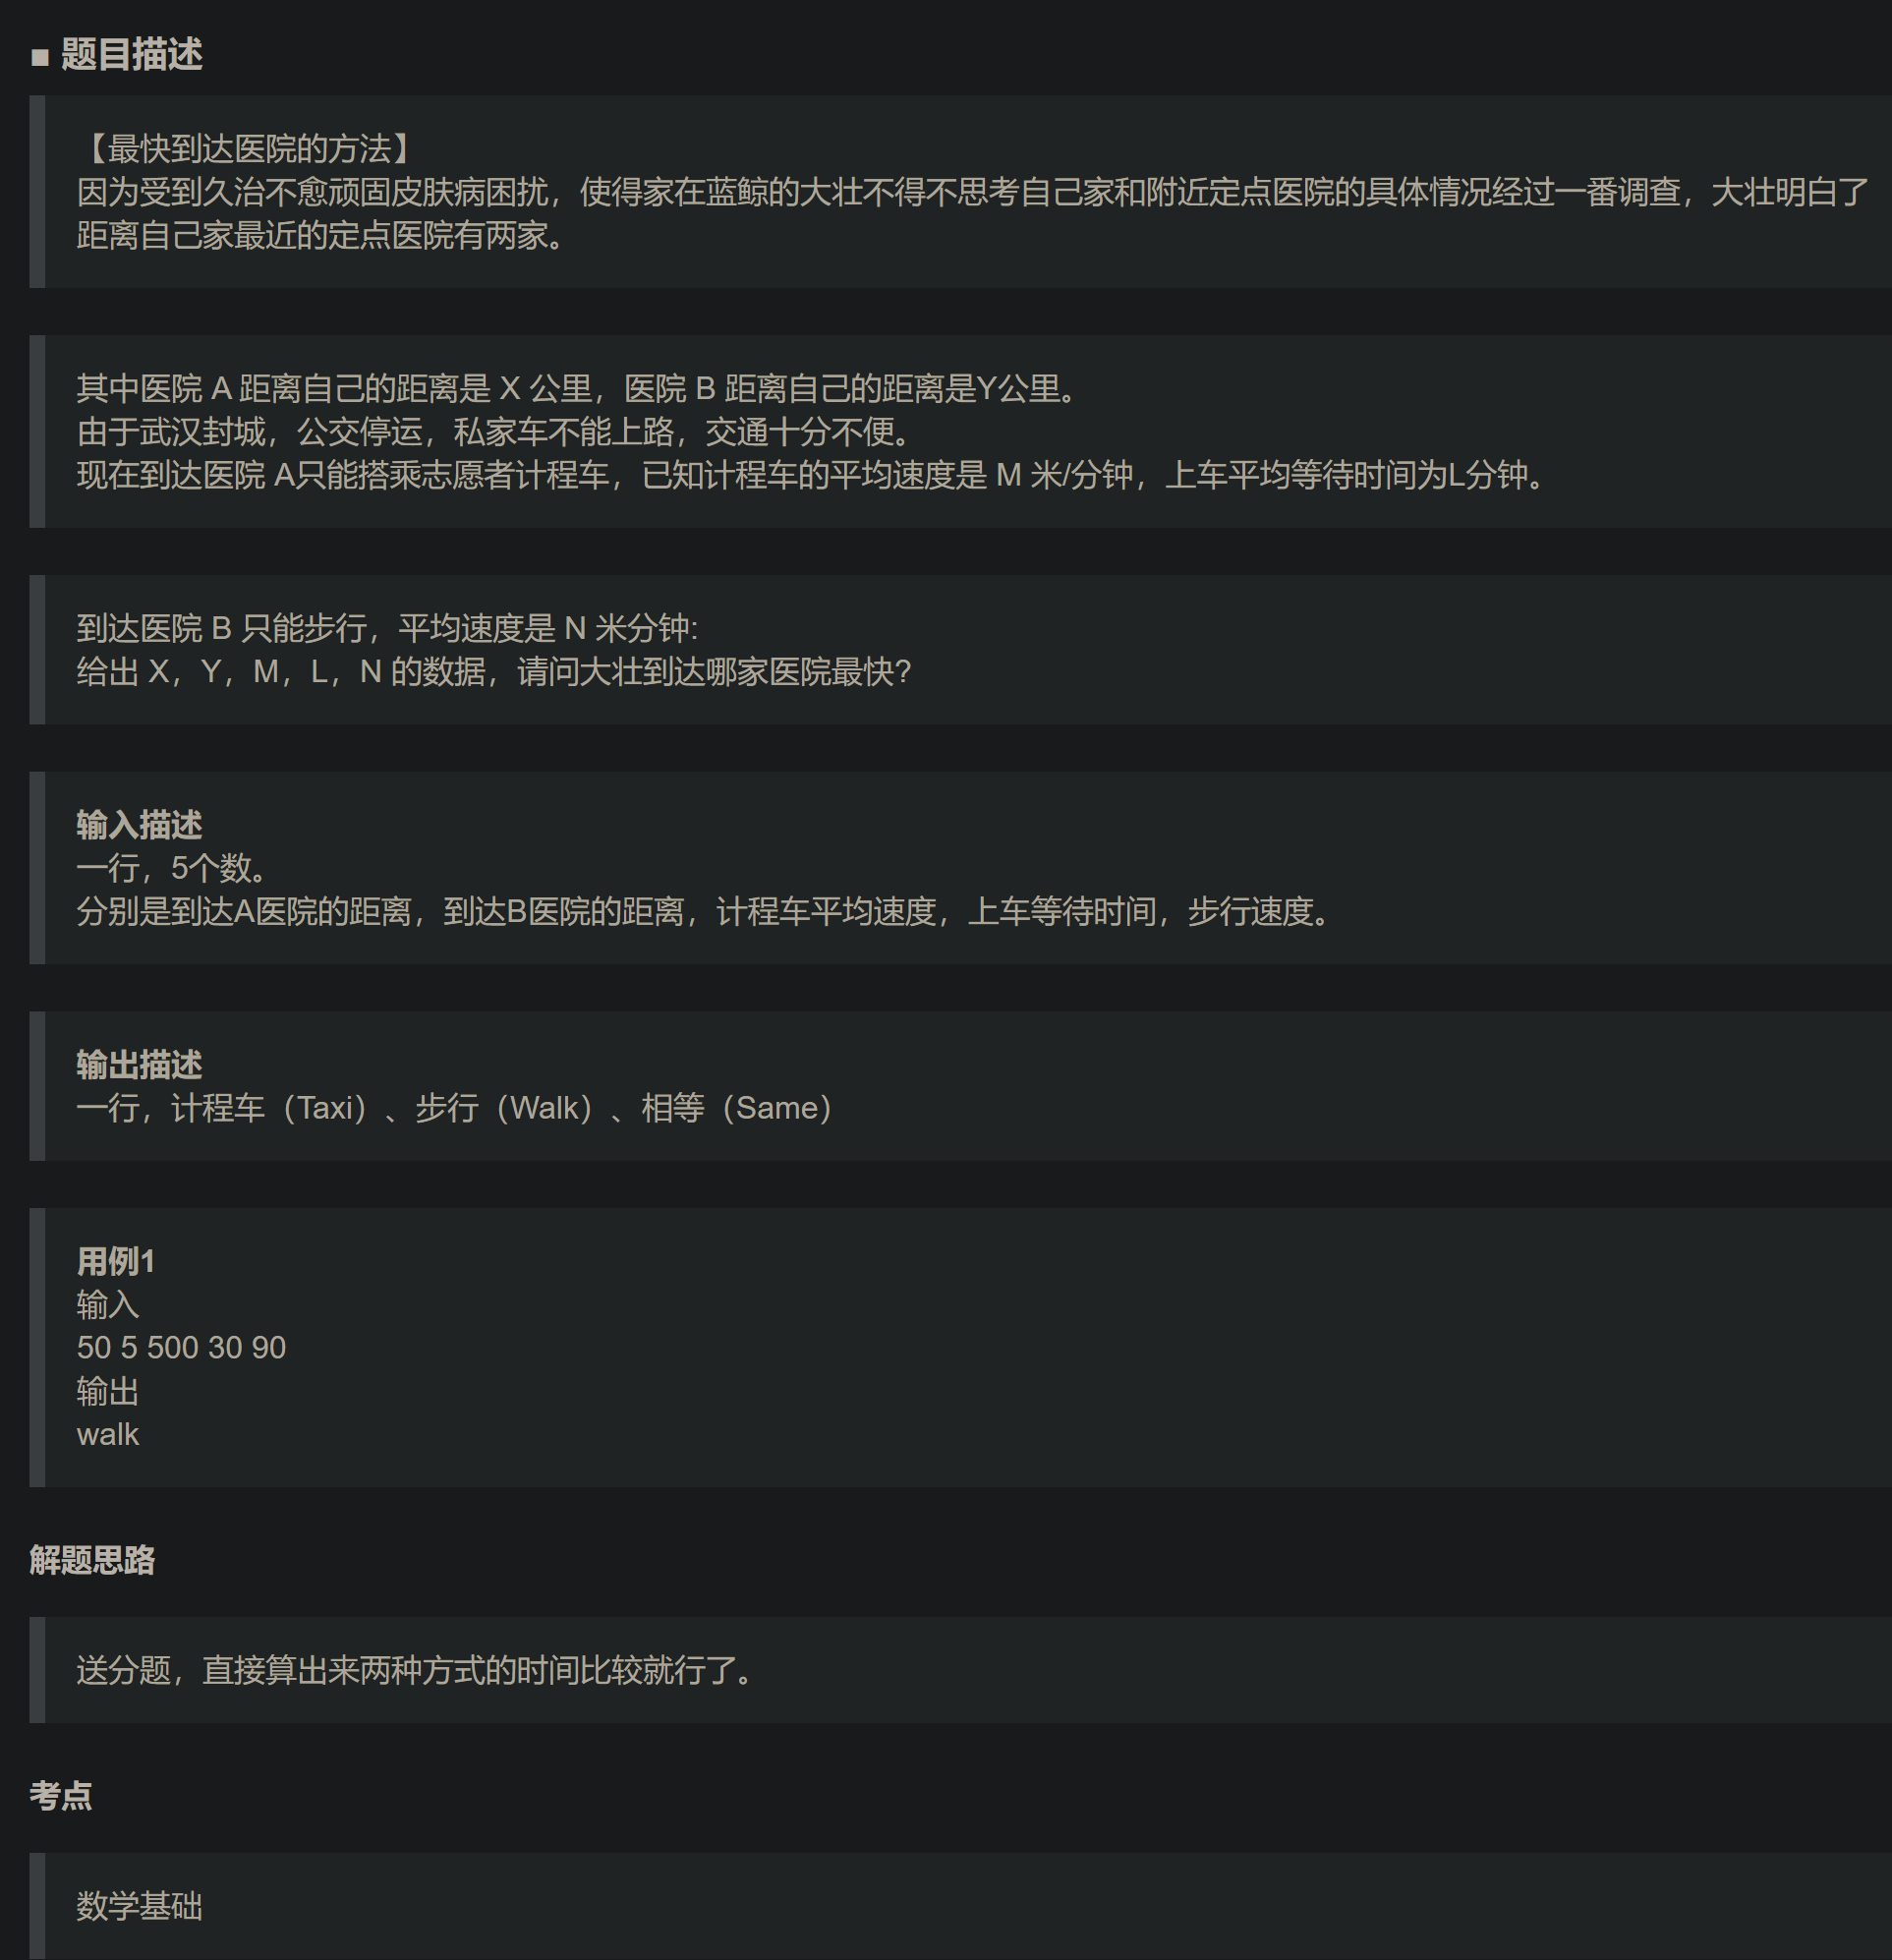 ■ 题目描述
【最快到达医院的方法】
因为受到久治不愈顽固皮肤病困扰，使得家在蓝鲸的大壮不得不思考自己家和附近定点医院的具体情况经过一番调查，大壮明白了
距离自己家最近的定点医院有两家。
其中医院 A 距离自己的距离是 X 公里，医院 B 距离自己的距离是Y公里。
由于武汉封城，公交停运，私家车不能上路，交通十分不便。
现在到达医院 A只能搭乘志愿者计程车，已知计程车的平均速度是 M 米/分钟，上车平均等待时间为L分钟。
到达医院 B 只能步行，平均速度是 N 米分钟:
给出 X，Y，M，L，N 的数据，请问大壮到达哪家医院最快?
输入描述
一行，5个数。
分别是到达A医院的距离，到达B医院的距离，计程车平均速度，上车等待时间，步行速度。
输出描述
一行，计程车（Taxi）、步行（Walk）、相等（Same）
用例1
输入
50 5 500 30 90
输出
walk
解题思路
送分题，直接算出来两种方式的时间比较就行了。
考点
数学基础